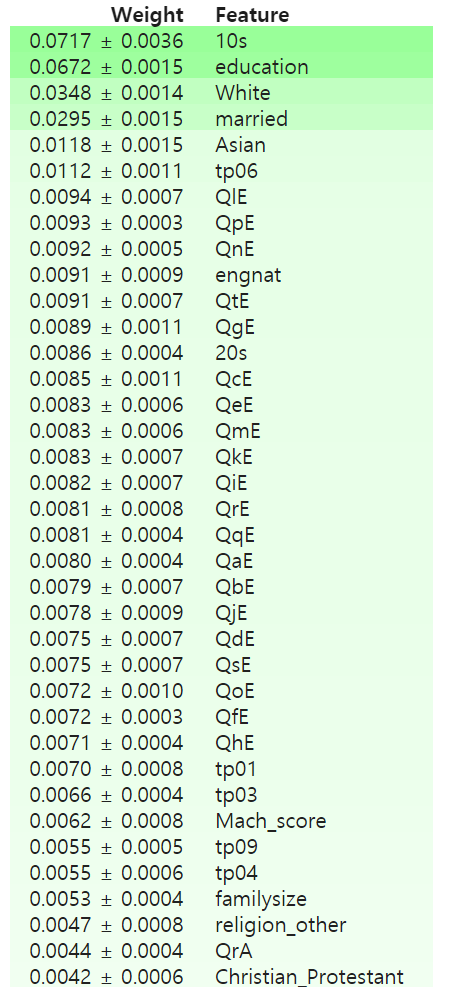 Weight Feature
0.0717 ± 0.0036 10s
0.0672 ± 0.0015 education
0.0348 ± 0.0014 White
0.0295 ± 0.0015 married
0.0118 ± 0.0015 Asian
0.0112 ± 0.0011 tp06
0.0094 ± 0.0007 QlE
0.0093 ± 0.0003 QpE
0.0092 ± 0.0005 QnE
0.0091 ± 0.0009 engnat
0.0091 ± 0.0007 QtE
0.0089 ± 0.0011 QgE
0.0086 ± 0.0004 20s
0.0085 ± 0.0011 QcE
0.0083 ± 0.0006 QeE
0.0083 ± 0.0006 QmE
0.0083 ± 0.0007 QkE
0.0082 ± 0.0007 QiE
0.0081 ± 0.0008 QrE
0.0081 ± 0.0004 QqE
0.0080 ± 0.0004 QaE
0.0079 ± 0.0007 QbE
0.0078 ± 0.0009 QjE
0.0075 ± 0.0007 QdE
0.0075 ± 0.0007 QsE
0.0072 ± 0.0010 QoE
0.0072 ± 0.0003 QfE
0.0071 ± 0.0004 QhE
0.0070 ± 0.0008 tp01
0.0066 ± 0.0004 tp03
0.0062 ± 0.0008 Mach_score
0.0055 ± 0.0005 tp09
0.0055 ± 0.0006 tp04
0.0053 ± 0.0004 familysize
0.0047 ± 0.0008 religion_other
0.0044 ± 0.0004 QrA
0.0042 ± 0.0006 Christian_Protestant